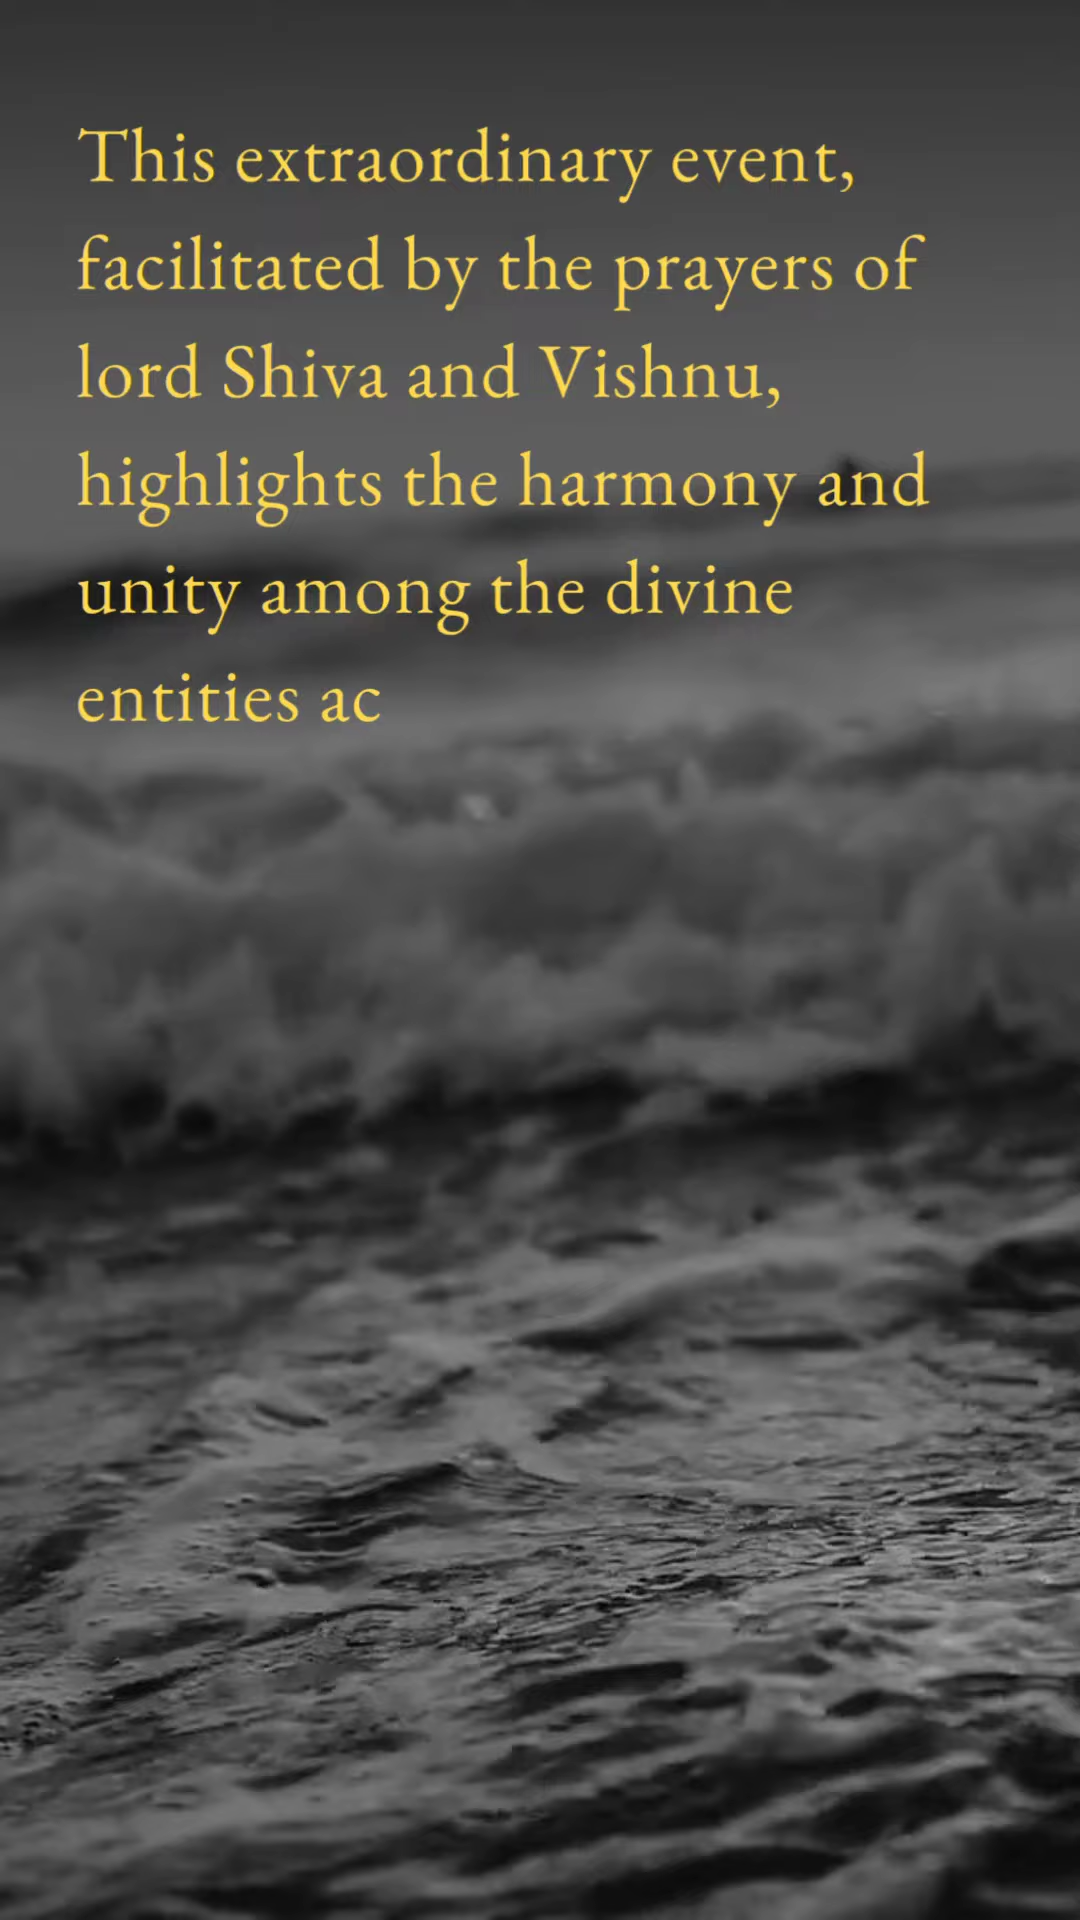 This extraordinary event,
facilitated by the prayers of
lord Shiva and Vishnu,
highlights the harmony and
unity among the divine
entities ac